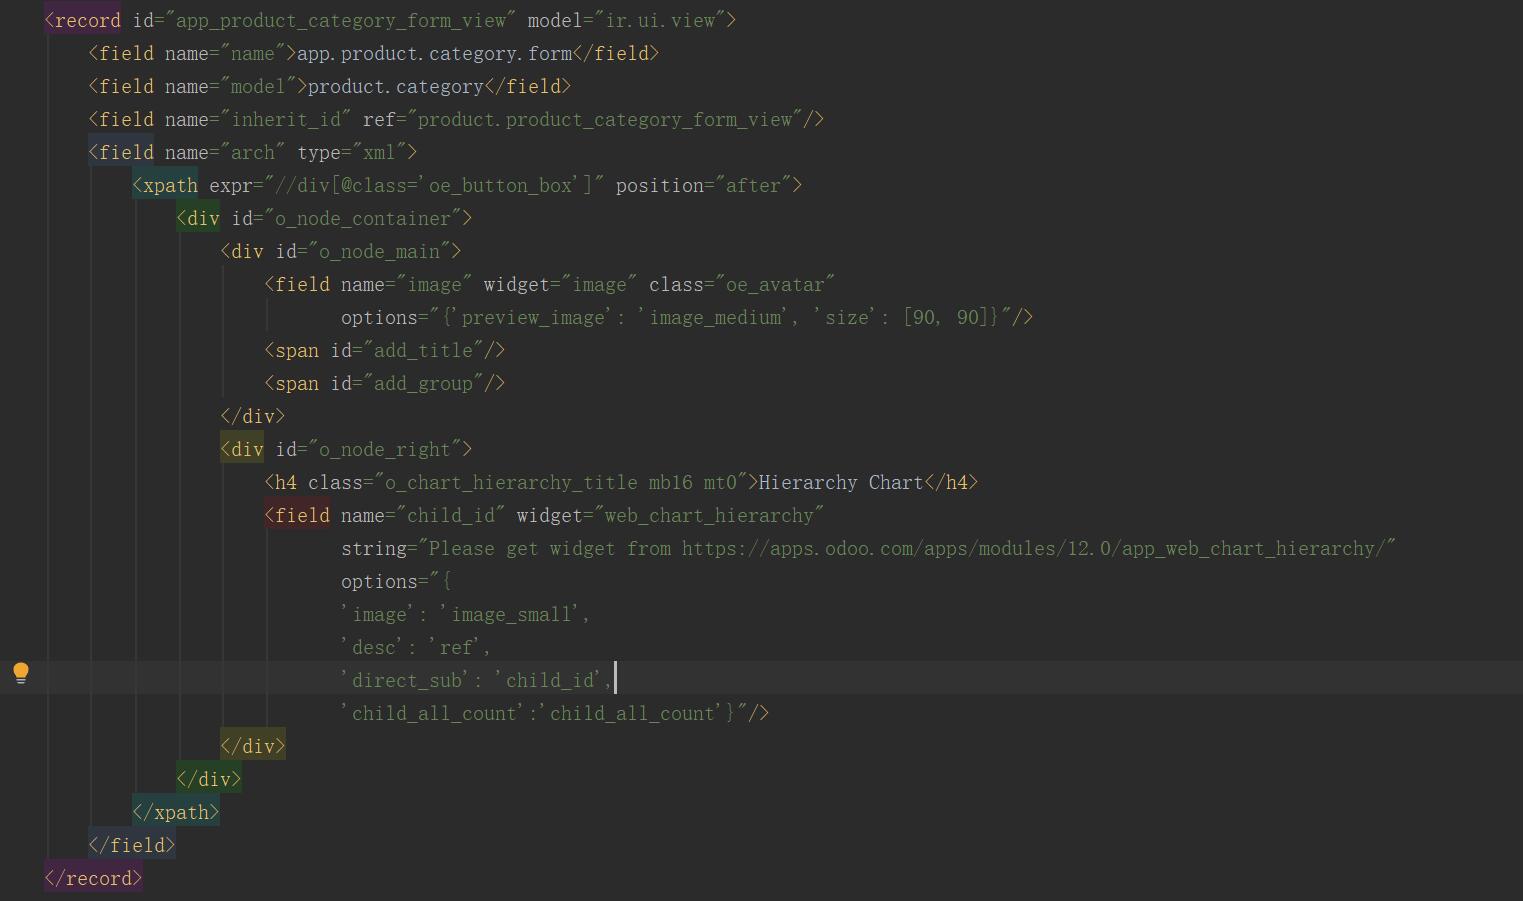 <record id="app_product_category_form_view" model="ir.ui.view">
<field name="name">app.product.category.form</field>
<field name="model">product.category</field>
<field name="inherit_id" ref="product.product_category_form_view"/>
<field name="arch" type="xml">
<xpath expr="//div[@class='oe_button_box']" position="after">
<div id="o_node_container">
<div id="o_node_main">
<field name="image" widget="image" class="oe_avatar"
options="{'preview_image': 'image_medium', 'size': [90, 90]}"/>
<span id="add_title"/>
<span id="add_group"/>
</div>
<div id="o_node_right">
<h4 class="o_chart_hierarchy_title mb16 mt0">Hierarchy Chart</h4>
<field name="child_id" widget="web_chart_hierarchy"
string="Please get widget from https://apps.odoo.com/apps/modules/12.0/app_web_chart_hierarchy/"
options="{
'image': 'image_small',
'desc': 'ref',
'direct_sub': 'child_id',
'child_all_count':'child_all_count'}"/>
</div>
</div>
</xpath>
</field>
</record>